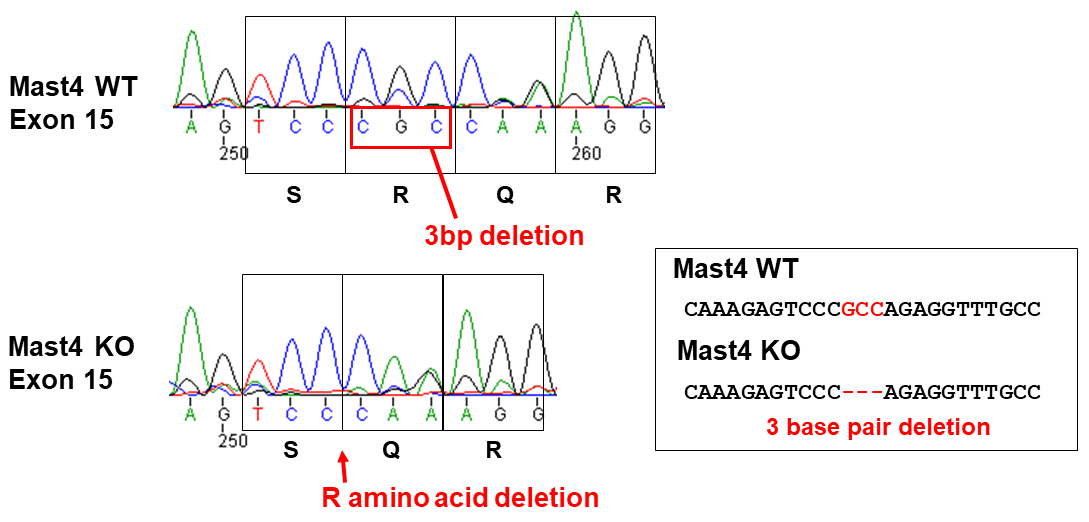 Mast4 WT
Exon 15
A G T C C C G C C A A A G G
250 260
S R Q R
3bp deletion
Mast4 KO
Exon 15
A G T C C C A A A G G
250
S Q R
R amino acid deletion
Mast4 WT
CAAAGAGTCCCGCCAGAGGTTTGCC
Mast4 KO
CAAAGAGTCCC---AGAGGTTTGCC
3 base pair deletion